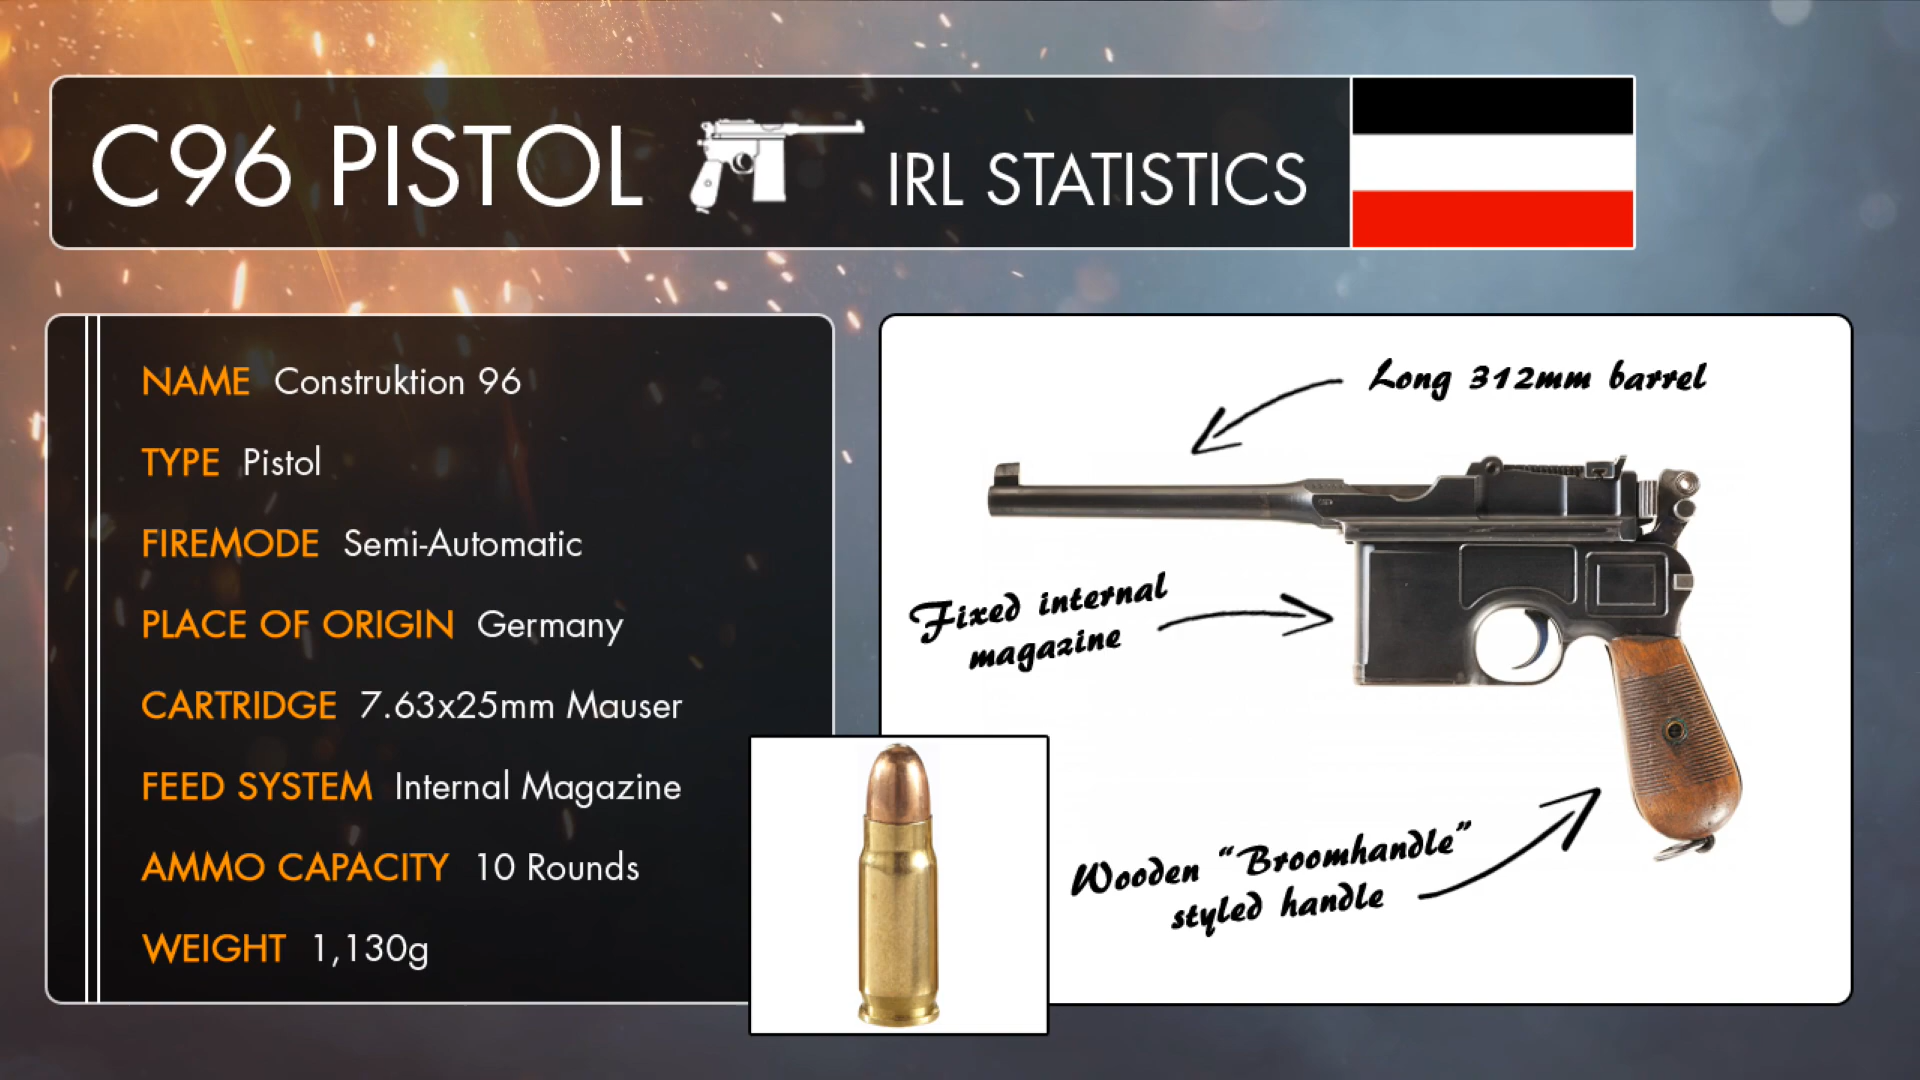 C96 PISTOL IRL STATISTICS
NAME Construktion 96
TYPE Pistol
FIREMODE Semi-Automatic
PLACE OF ORIGIN Germany
CARTRIDGE 7.63x25mm Mauser
FEED SYSTEM Internal Magazine
AMMO CAPACITY 10 Rounds
WEIGHT 1,130g
Long 312mm barrel
Fixed internal
magazine
Wooden “Broomhandle”
styled handle